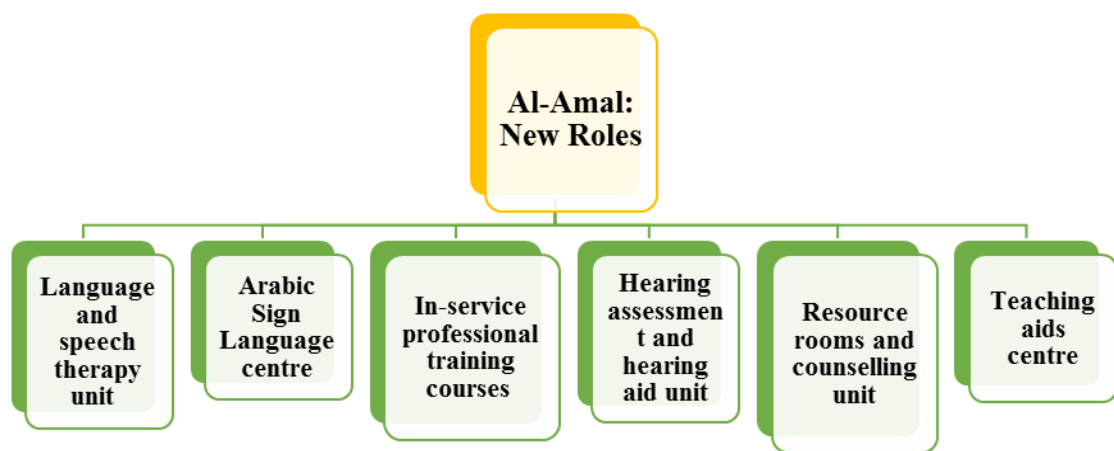 Al-Amal:
New Roles
Language
and
speech
therapy
unit
Arabic
Sign
Language
centre
In-service
professional
training
courses
Hearing
assessmen
t and
hearing
aid unit
Resource
rooms and
counselling
unit
Teaching
aids
centre